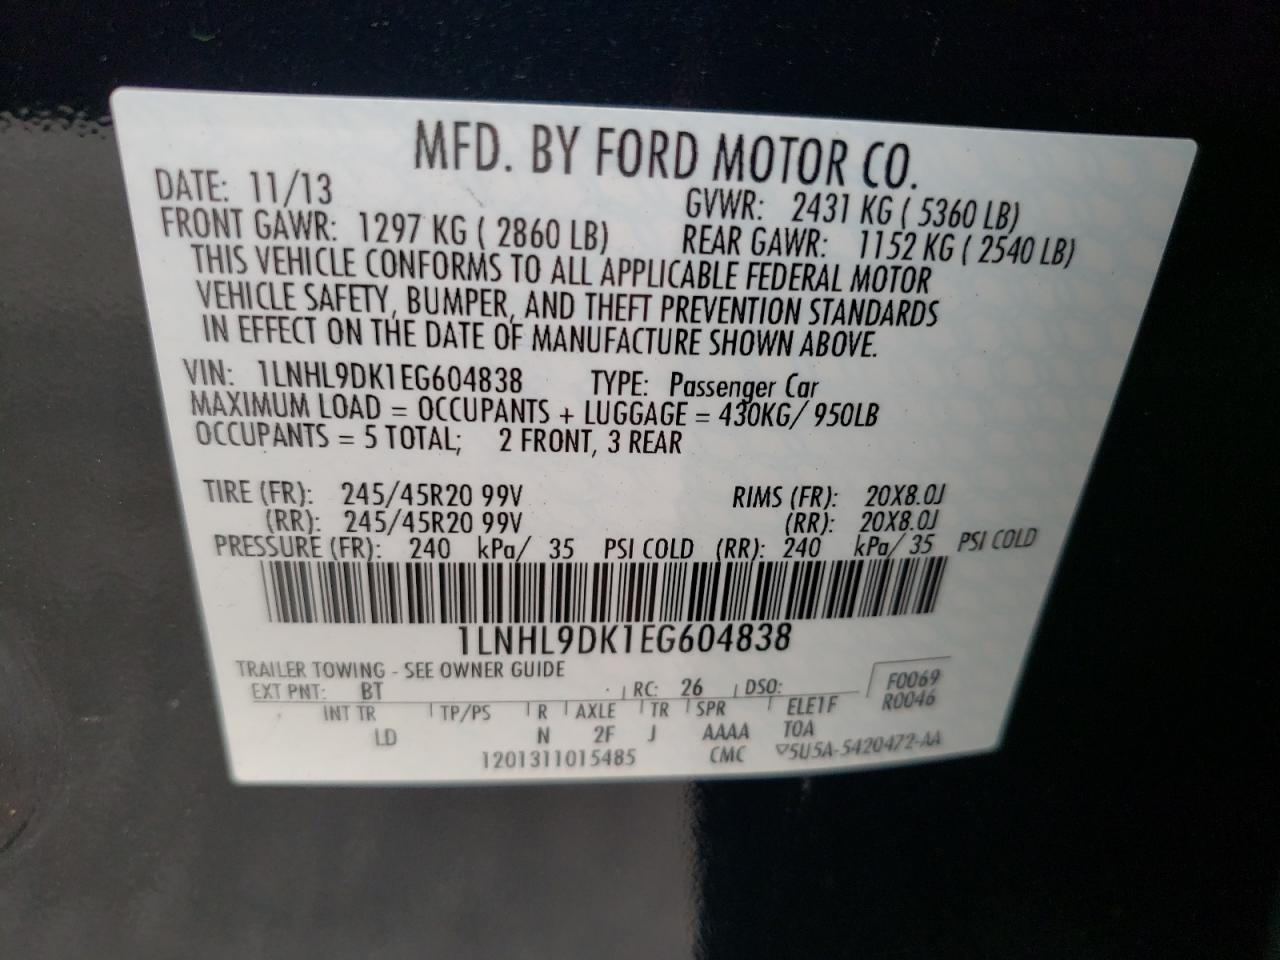 MFD. BY FORD MOTOR CO.
DATE: 11/13 GVWR: 2431 KG ( 5360 LB)
FRONT GAWR: 1297 KG ( 2860 LB) REAR GAWR: 1152 KG ( 2540 LB)
THIS VEHICLE CONFORMS TO ALL APPLICABLE FEDERAL MOTOR
VEHICLE SAFETY, BUMPER, AND THEFT PREVENTION STANDARDS
IN EFFECT ON THE DATE OF MANUFACTURE SHOWN ABOVE.
VIN: 1LNHL9DK1EG604838 TYPE: Passenger Car
MAXIMUM LOAD = OCCUPANTS + LUGGAGE = 430KG/ 950LB
OCCUPANTS = 5 TOTAL; 2 FRONT, 3 REAR
TIRE (FR): 245/45R20 99V RIMS (FR): 20X8.0J
(RR): 245/45R20 99V (RR): 20X8.0J
PRESSURE (FR): 240 kPa/ 35 PSI COLD (RR): 240 kPa/ 35 PSI COLD
1LNHL9DK1EG604838
TRAILER TOWING - SEE OWNER GUIDE
EXT PNT: BT RC: 26 DSO: F0069
R0046
INT TR TP/PS R AXLE TR SPR ELE1F
LD N 2F J AAAA TOA
1201311015485 CMC 5U5A-5420472-AA